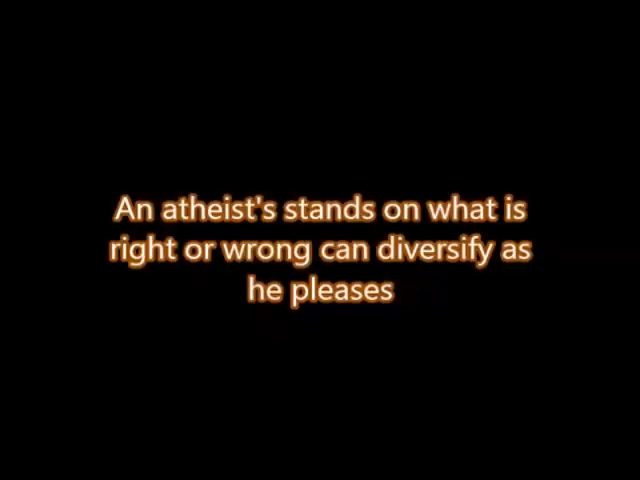 An atheist's stands on what is
right or wrong can diversify as
he pleases